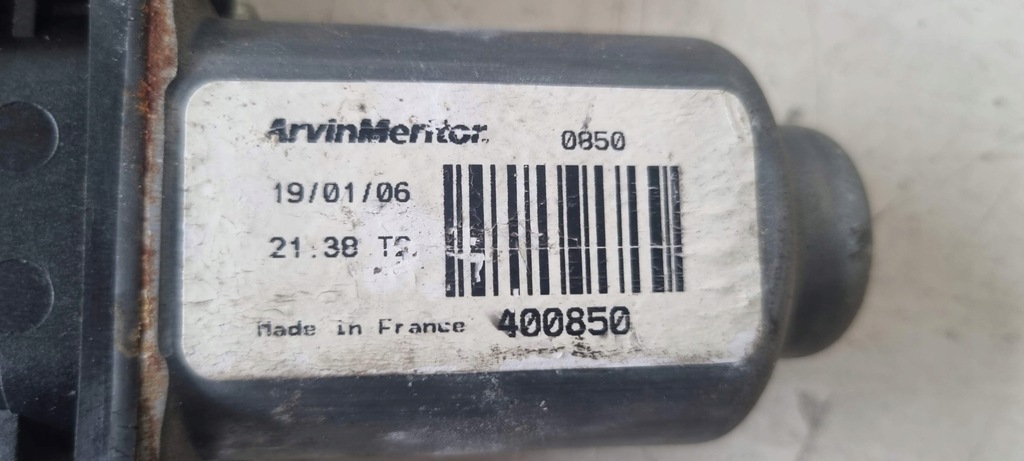 ArvinMeritor 0850
19/01/06
21.38
Made in France 400850